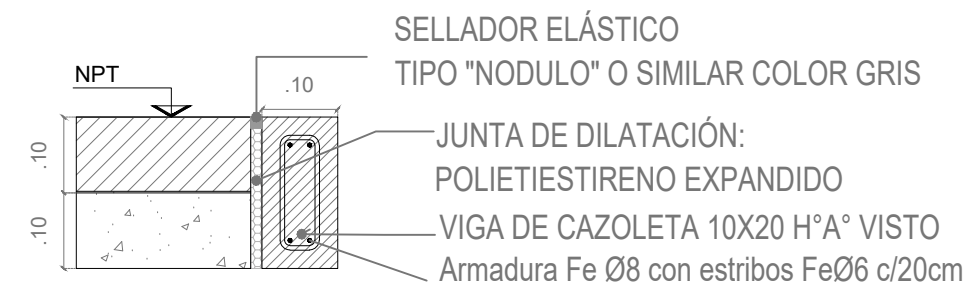 SELLADOR ELÁSTICO
TIPO "NODULO" O SIMILAR COLOR GRIS
NPT
.10
JUNTA DE DILATACIÓN:
POLIETIESTIRENO EXPANDIDO
.10
.10
VIGA DE CAZOLETA 10X20 H°A° VISTO
Armadura Fe Ø8 con estribos FeØ6 c/20cm